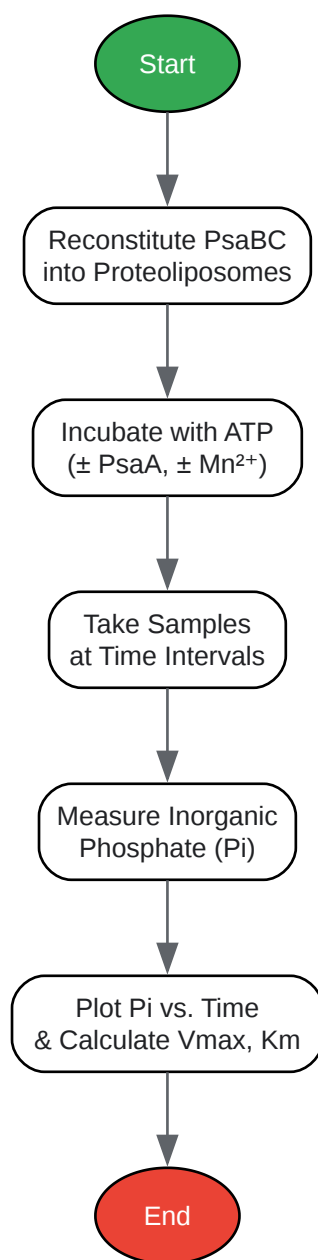 Start
Reconstitute PsaBC
into Proteoliposomes
Incubate with ATP
(± PsaA, ± Mn²⁺)
Take Samples
at Time Intervals
Measure Inorganic
Phosphate (Pi)
Plot Pi vs. Time
& Calculate Vmax, Km
End